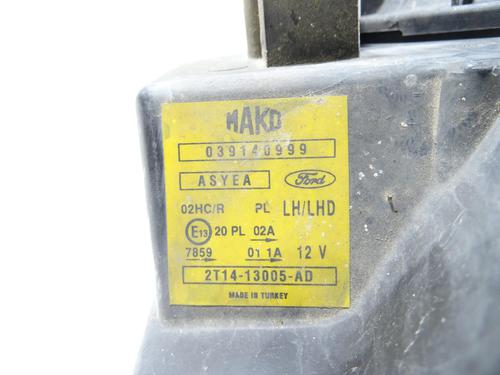 MAKO
039140999
ASYEA Ford
02HC/R PL LH/LHD
E13 20 PL 02A
7859 01 1A 12 V
2T14-13005-AD
MADE IN TURKEY